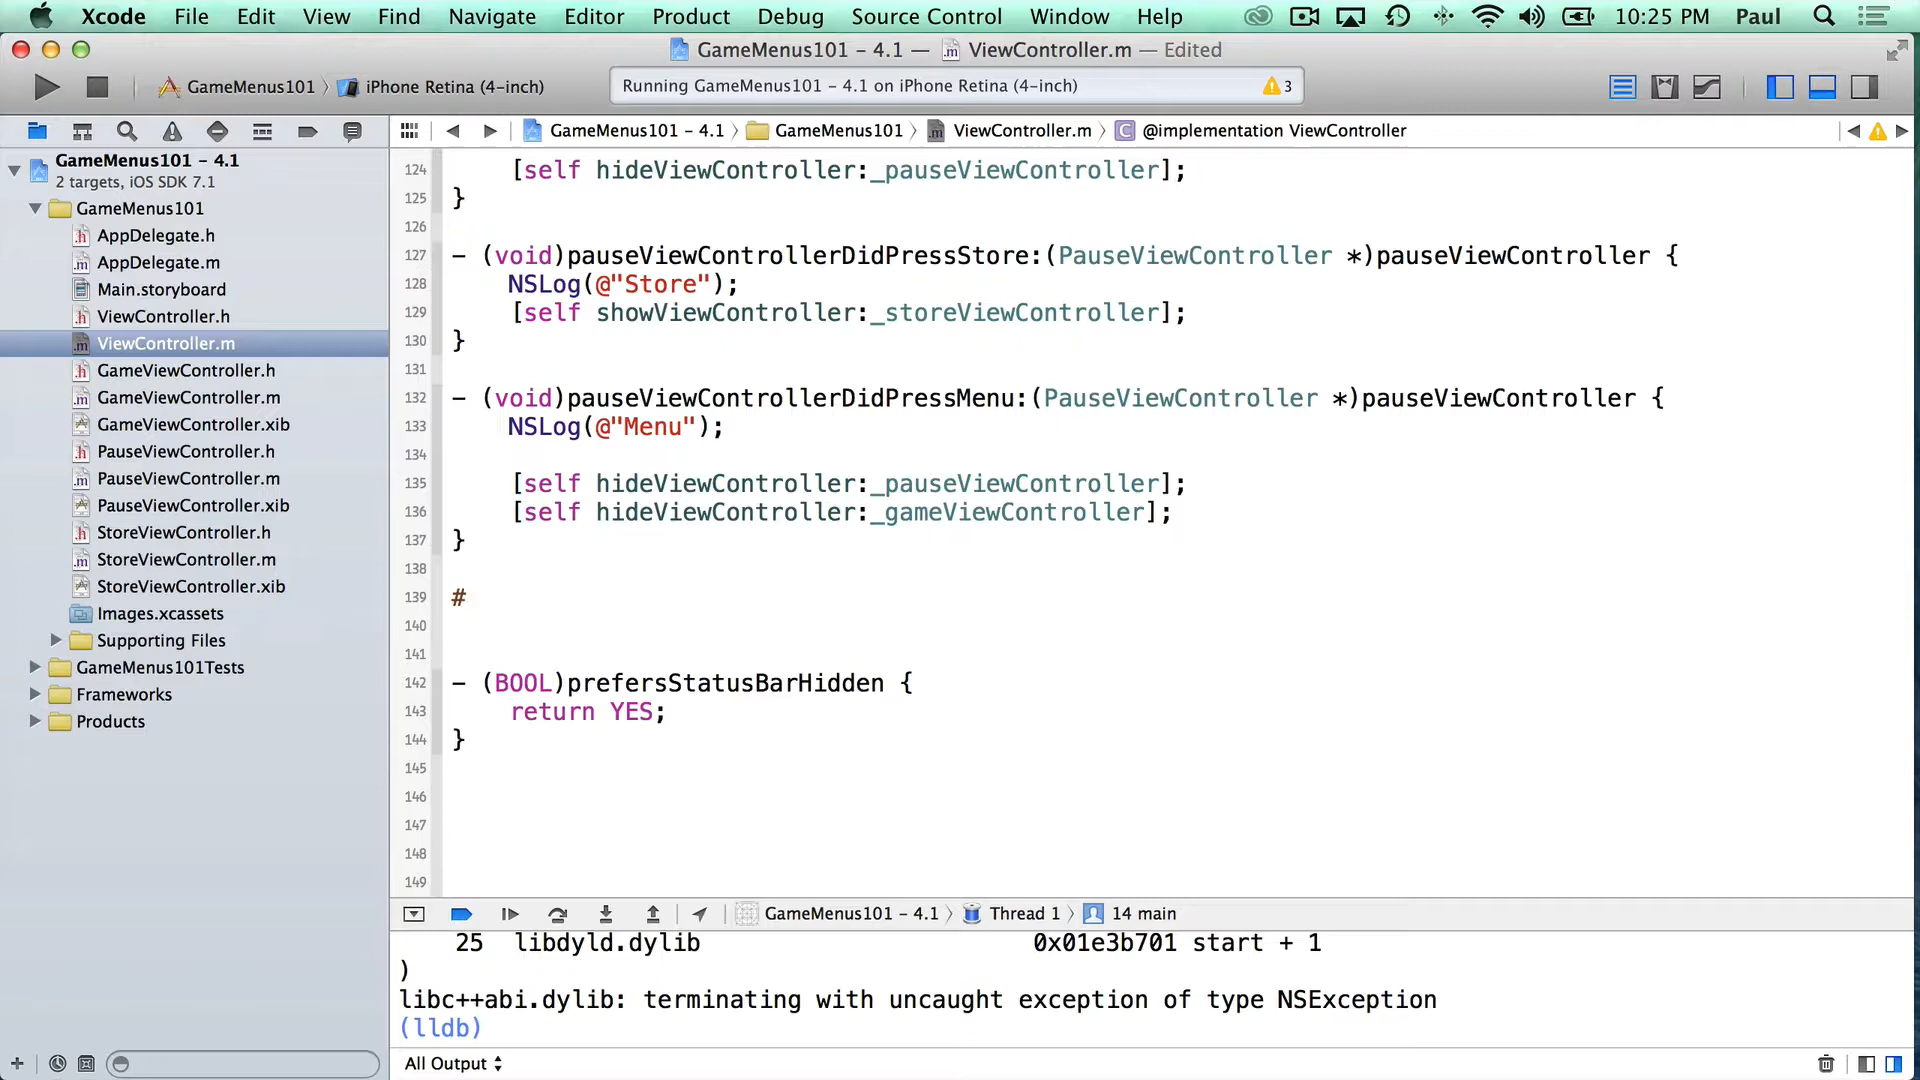 Xcode File Edit View Find Navigate Editor Product Debug Source Control Window Help 10:25 PM Paul
GameMenus101 - 4.1 — ViewController.m — Edited
GameMenus101 〉 iPhone Retina (4-inch) Running GameMenus101 - 4.1 on iPhone Retina (4-inch) 3
GameMenus101 - 4.1 〉 GameMenus101 〉 ViewController.m 〉 C @implementation ViewController
GameMenus101 - 4.1
2 targets, iOS SDK 7.1
GameMenus101
AppDelegate.h
AppDelegate.m
Main.storyboard
ViewController.h
ViewController.m
GameViewController.h
GameViewController.m
GameViewController.xib
PauseViewController.h
PauseViewController.m
PauseViewController.xib
StoreViewController.h
StoreViewController.m
StoreViewController.xib
Images.xcassets
Supporting Files
GameMenus101Tests
Frameworks
Products
124 [self hideViewController:_pauseViewController];
125 }
126
127 - (void)pauseViewControllerDidPressStore:(PauseViewController *)pauseViewController {
128 NSLog(@"Store");
129 [self showViewController:_storeViewController];
130 }
131
132 - (void)pauseViewControllerDidPressMenu:(PauseViewController *)pauseViewController {
133 NSLog(@"Menu");
134
135 [self hideViewController:_pauseViewController];
136 [self hideViewController:_gameViewController];
137 }
138
139 #
140
141
142 - (BOOL)prefersStatusBarHidden {
143 return YES;
144 }
145
146
147
148
149
GameMenus101 - 4.1 〉 Thread 1 〉 14 main
25 libdyld.dylib 0x01e3b701 start + 1
)
libc++abi.dylib: terminating with uncaught exception of type NSException
(lldb)
All Output